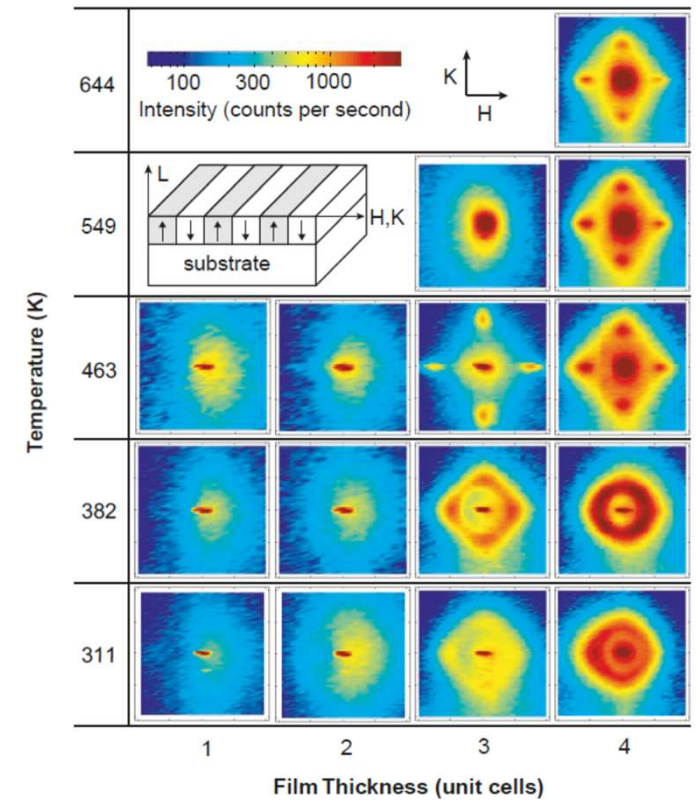 644
100 300 1000
Intensity (counts per second)
K
H
549
L
H,K
substrate
463
Temperature (K)
382
311
1 2 3 4
Film Thickness (unit cells)